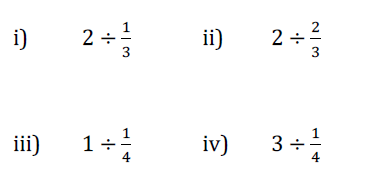 i) 2 ÷ 1/3 ii) 2 ÷ 2/3
iii) 1 ÷ 1/4 iv) 3 ÷ 1/4